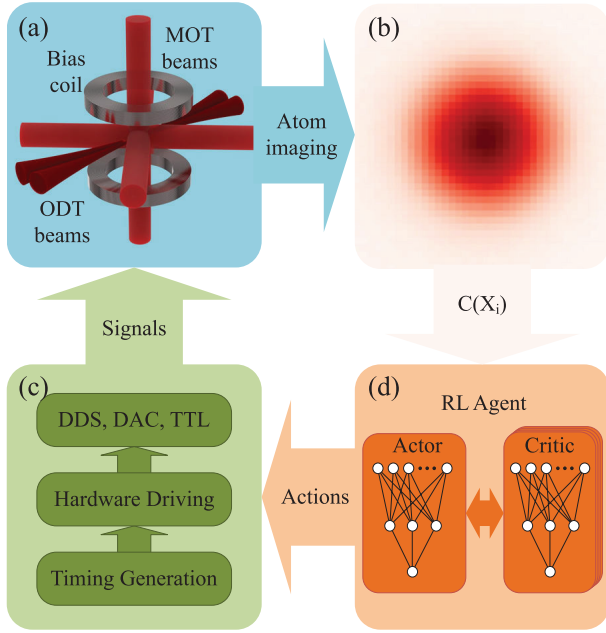 (a)
MOT
beams
Bias
coil
ODT
beams
Atom
imaging
(b)
Signals
C(Xᵢ)
(c)
DDS, DAC, TTL
Hardware Driving
Timing Generation
Actions
(d)
RL Agent
Actor
Critic